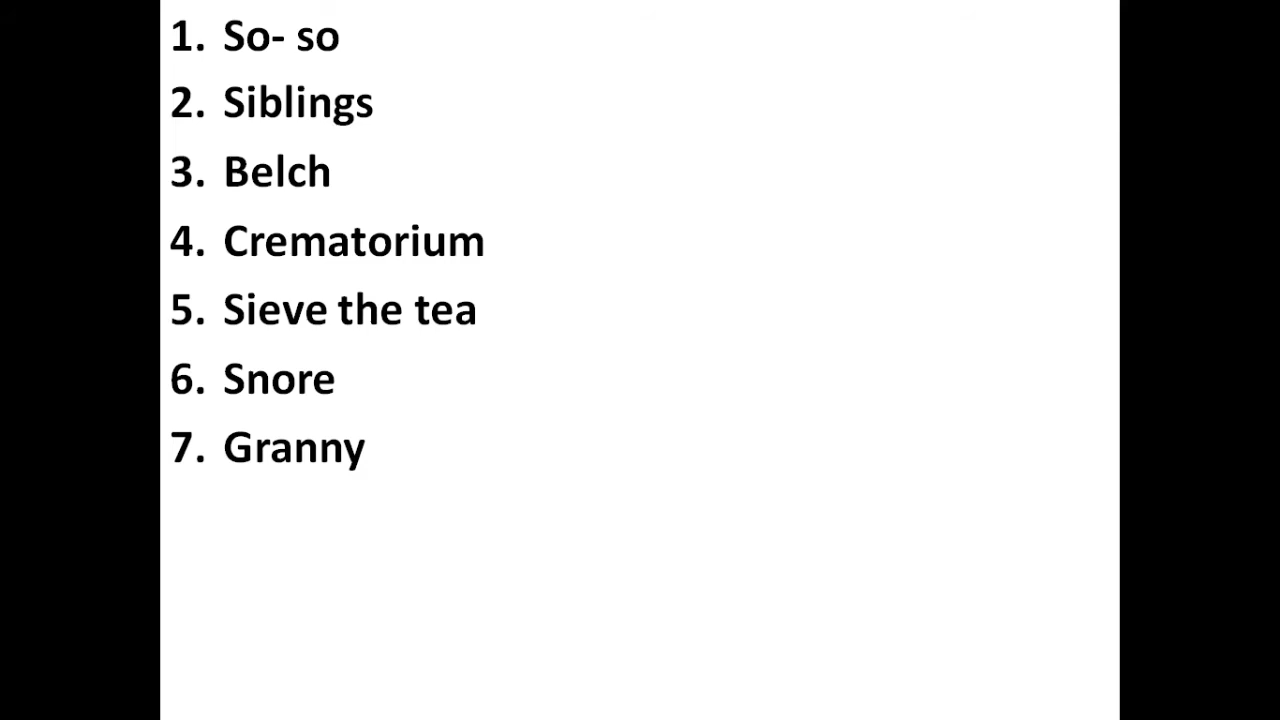 1. So- so
2. Siblings
3. Belch
4. Crematorium
5. Sieve the tea
6. Snore
7. Granny